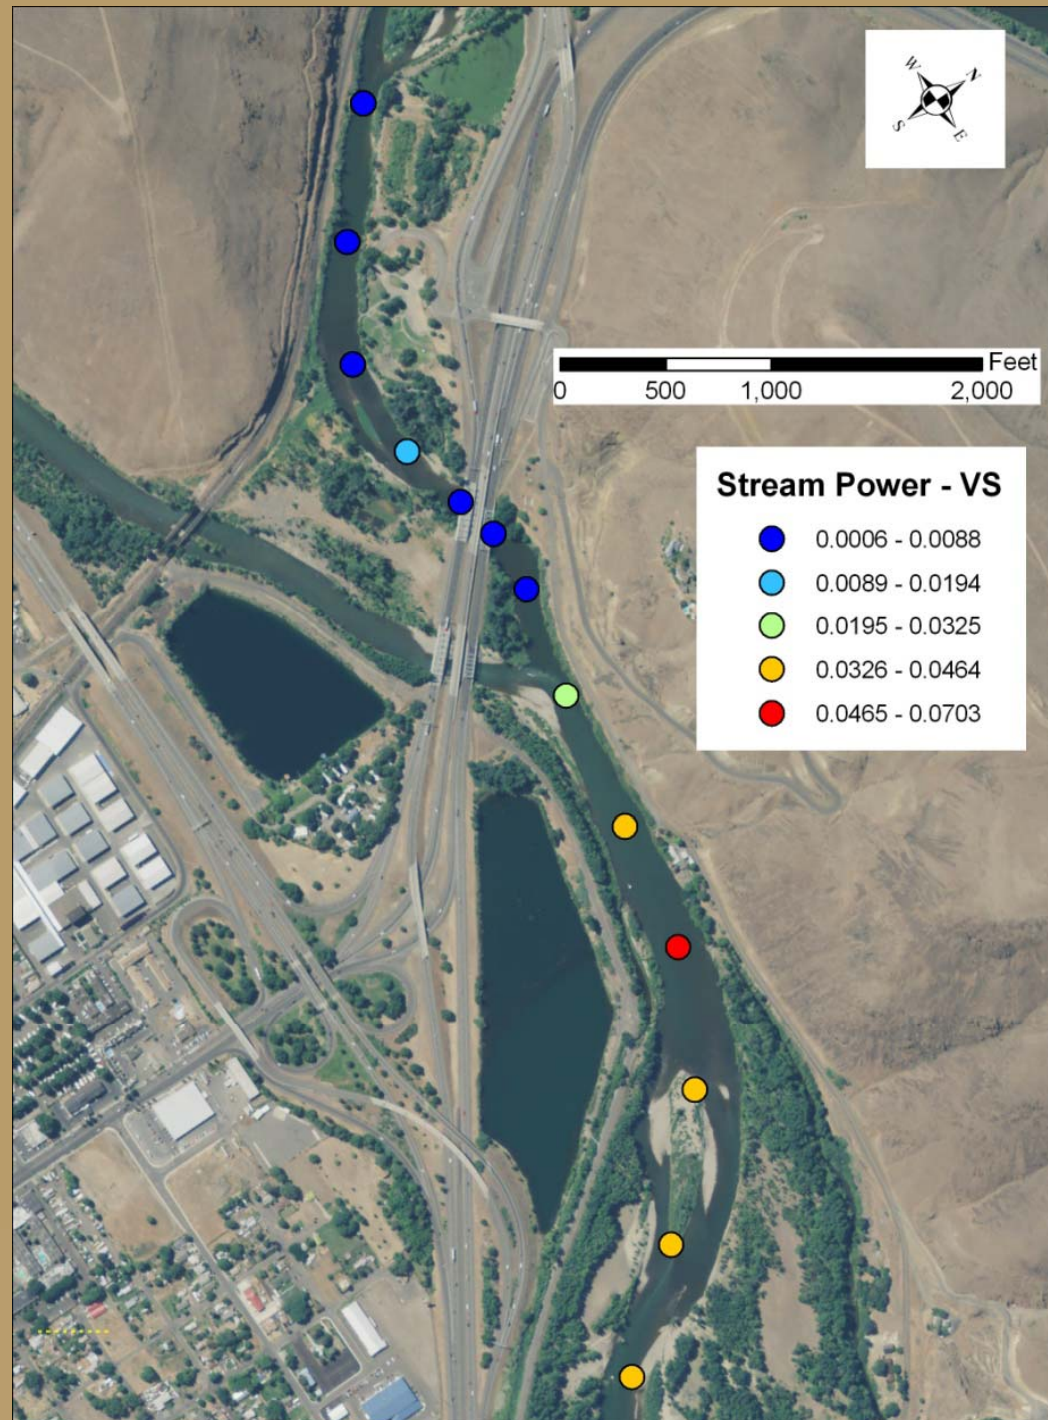 W
N
S
E
Feet
0 500 1,000 2,000
Stream Power - VS
0.0006 - 0.0088
0.0089 - 0.0194
0.0195 - 0.0325
0.0326 - 0.0464
0.0465 - 0.0703